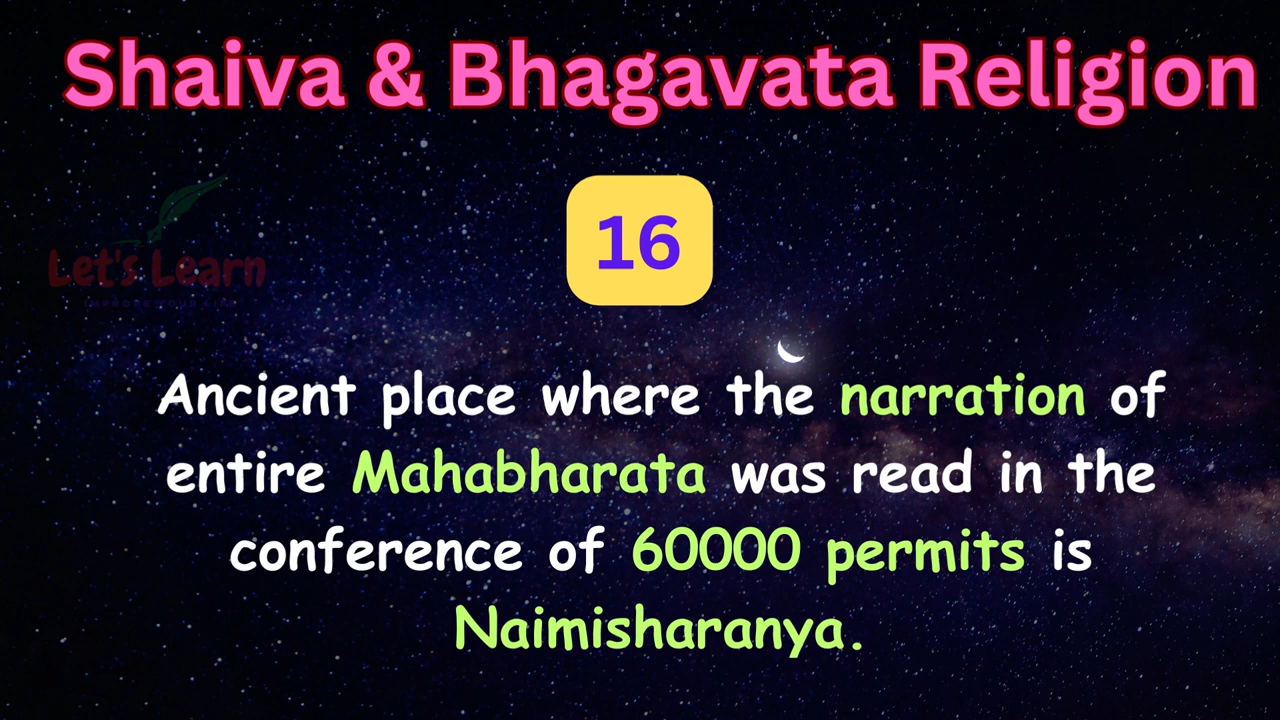 Shaiva & Bhagavata Religion
16
Let's Learn
Ancient place where the narration of
entire Mahabharata was read in the
conference of 60000 permits is
Naimisharanya.